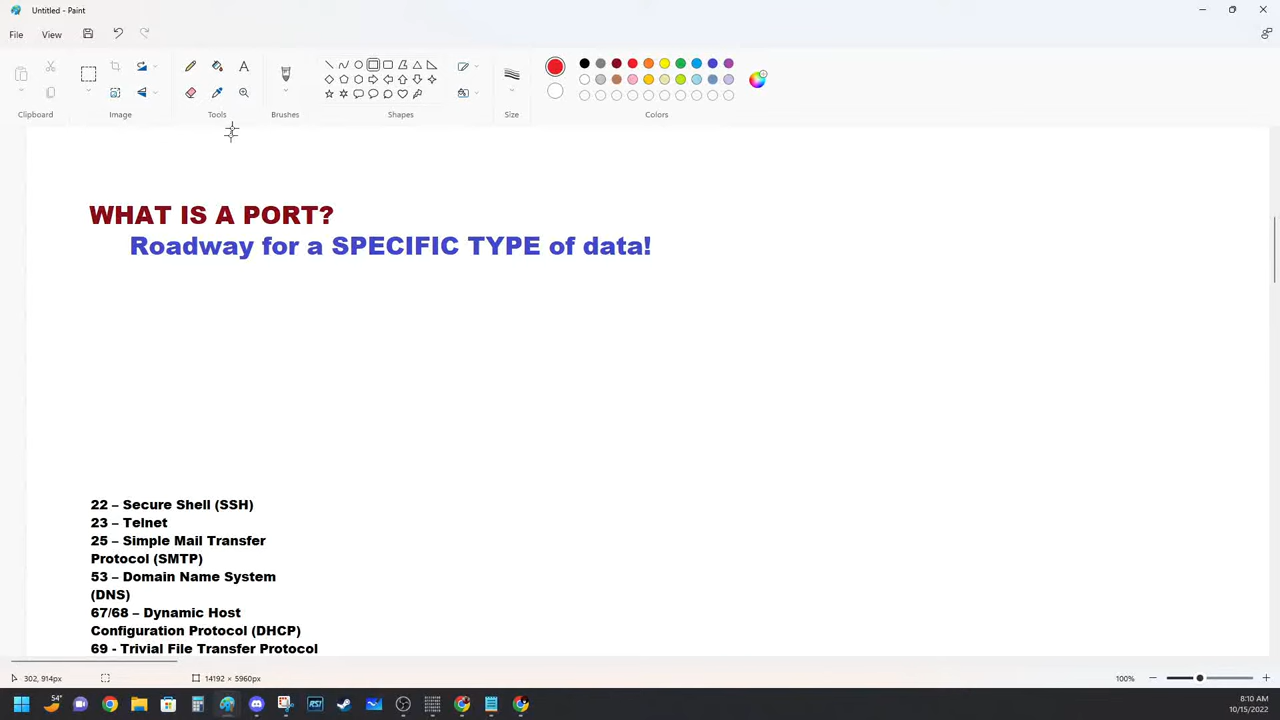 Untitled - Paint
File View
Clipboard Image Tools Brushes Shapes Size Colors
WHAT IS A PORT?
Roadway for a SPECIFIC TYPE of data!
22 – Secure Shell (SSH)
23 – Telnet
25 – Simple Mail Transfer
Protocol (SMTP)
53 – Domain Name System
(DNS)
67/68 – Dynamic Host
Configuration Protocol (DHCP)
69 - Trivial File Transfer Protocol
302, 914px 14192 × 5960px 100%
54° RSI 8:10 AM
10/15/2022